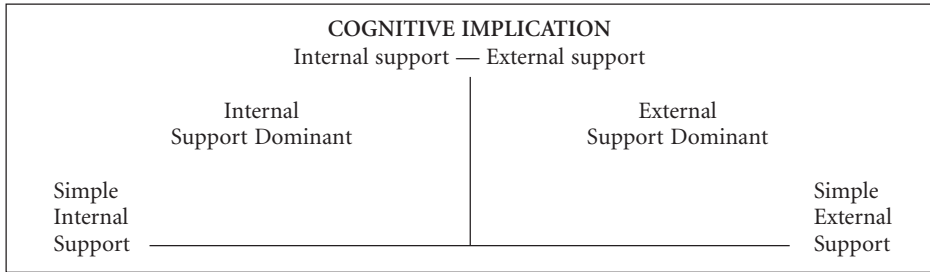 COGNITIVE IMPLICATION
Internal support — External support
Internal
Support Dominant
External
Support Dominant
Simple
Internal
Support
Simple
External
Support